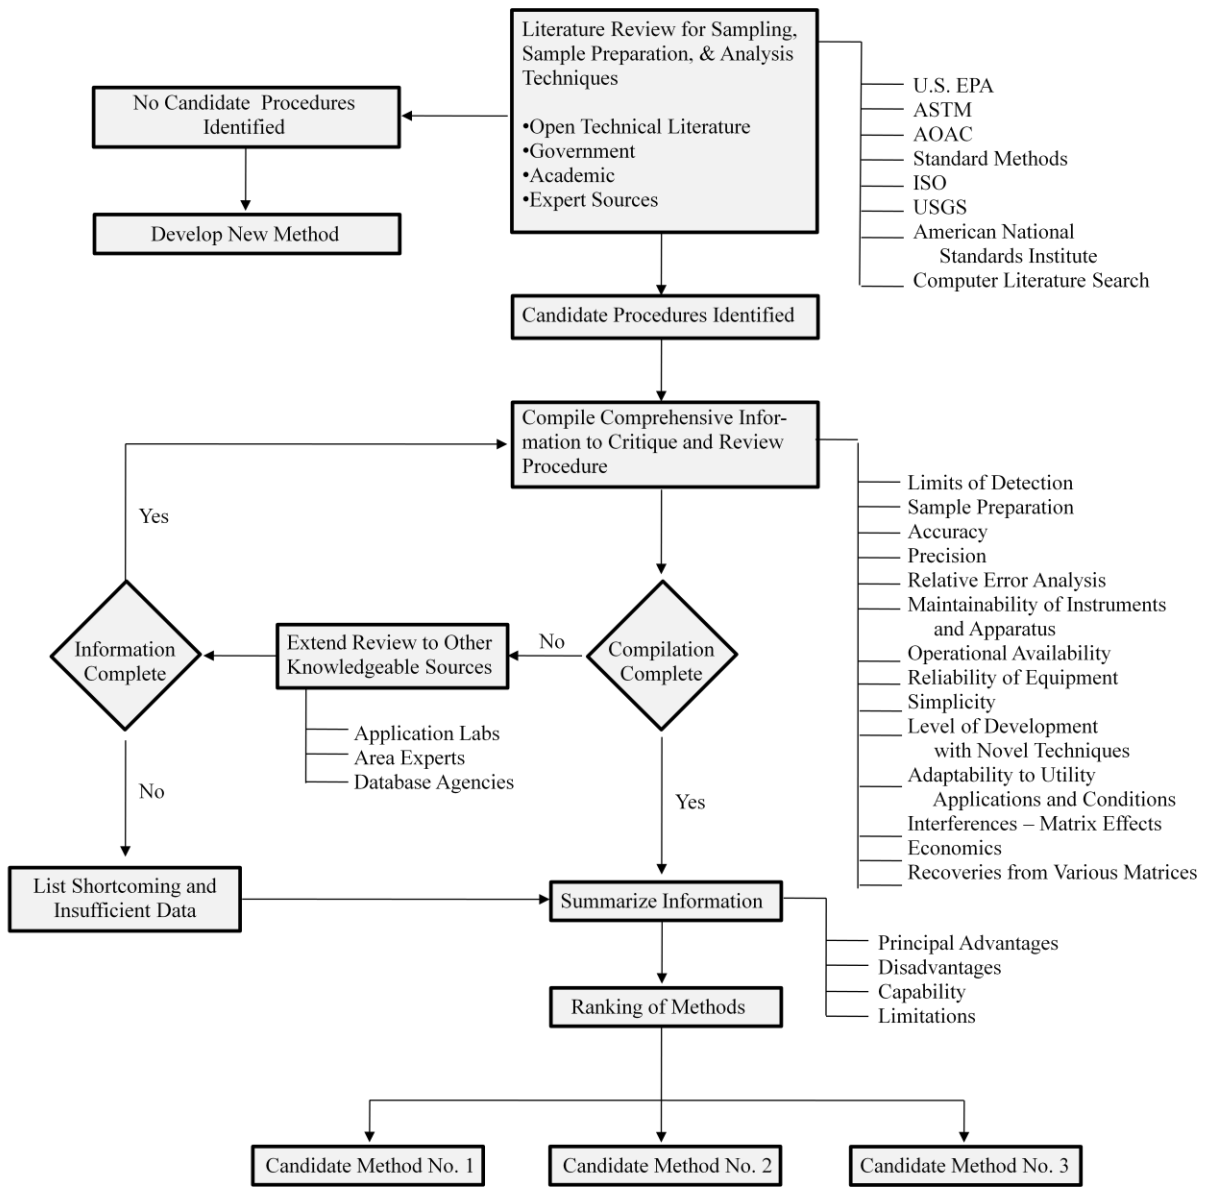 Literature Review for Sampling,
Sample Preparation, & Analysis
Techniques
•Open Technical Literature
•Government
•Academic
•Expert Sources
U.S. EPA
ASTM
AOAC
Standard Methods
ISO
USGS
American National
Standards Institute
Computer Literature Search
No Candidate Procedures
Identified
Develop New Method
Candidate Procedures Identified
Compile Comprehensive Infor-
mation to Critique and Review
Procedure
Limits of Detection
Sample Preparation
Accuracy
Precision
Relative Error Analysis
Maintainability of Instruments
and Apparatus
Operational Availability
Reliability of Equipment
Simplicity
Level of Development
with Novel Techniques
Adaptability to Utility
Applications and Conditions
Interferences – Matrix Effects
Economics
Recoveries from Various Matrices
Yes
Information
Complete
Extend Review to Other
Knowledgeable Sources
No
Compilation
Complete
Application Labs
Area Experts
Database Agencies
No
Yes
List Shortcoming and
Insufficient Data
Summarize Information
Principal Advantages
Disadvantages
Capability
Limitations
Ranking of Methods
Candidate Method No. 1
Candidate Method No. 2
Candidate Method No. 3